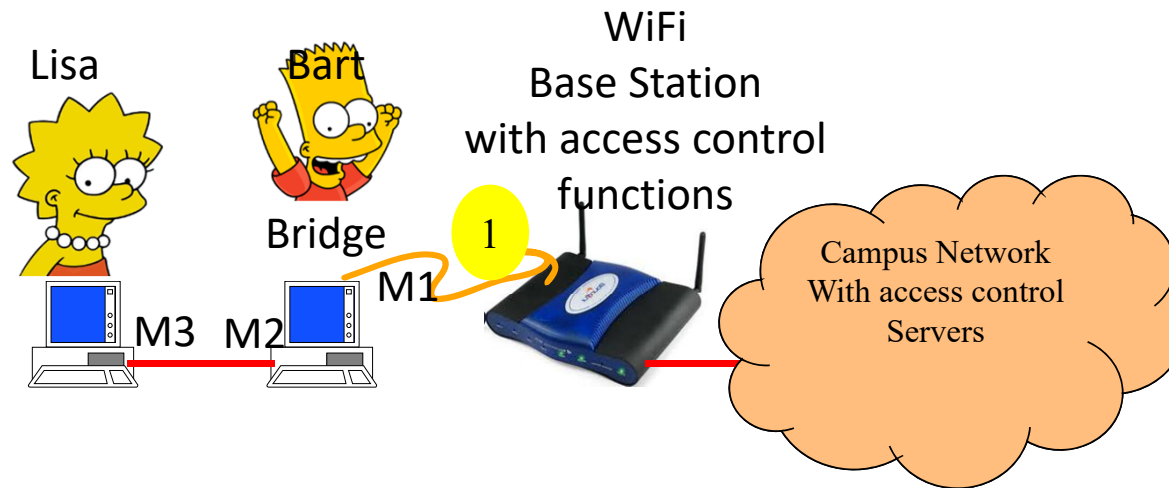 WiFi
Base Station
with access control
functions
Lisa
Bart
Bridge
1
M1
M3
M2
Campus Network
With access control
Servers